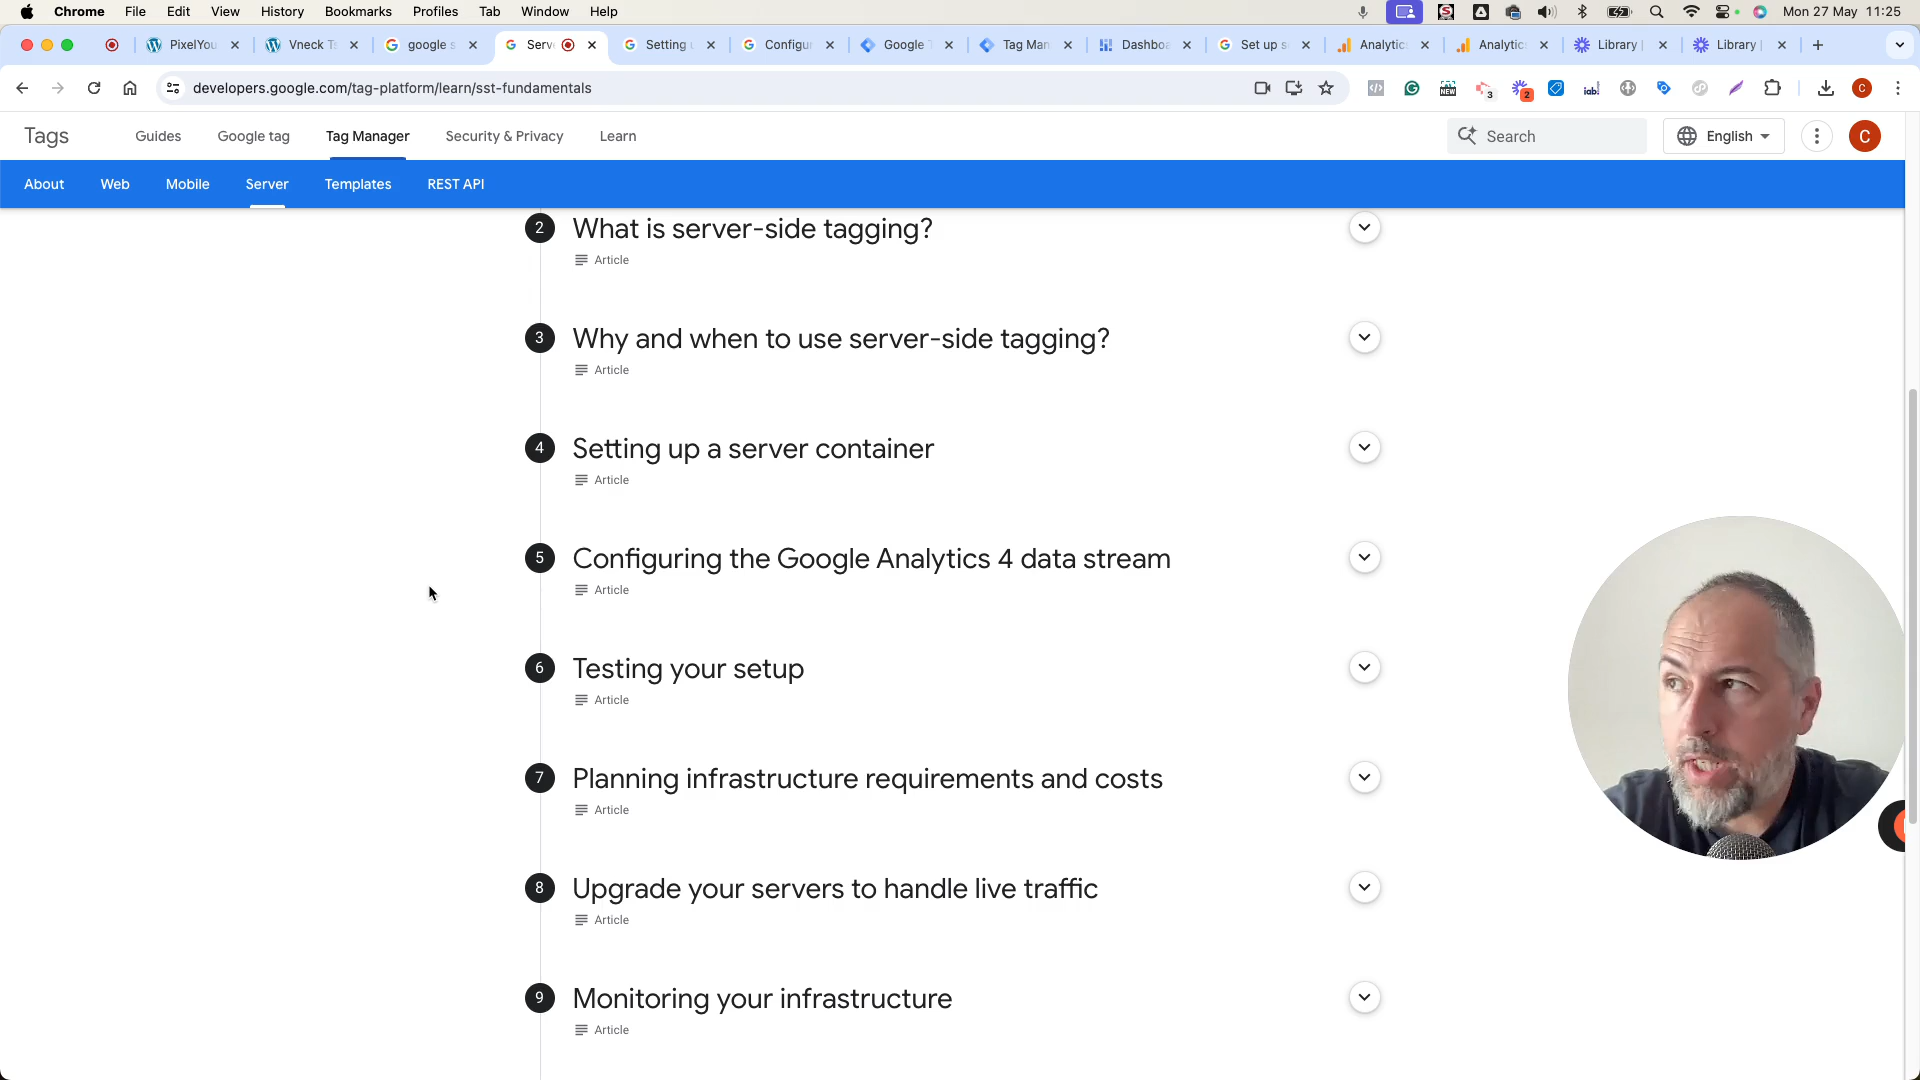 Chrome File Edit View History Bookmarks Profiles Tab Window Help Mon 27 May 11:25
PixelYou Vneck T google s Serv Setting Configur Google T Tag Man Dashbo Set up s Analytic Analytic Library Library
developers.google.com/tag-platform/learn/sst-fundamentals NEW 3 2 iab! C
Tags Guides Google tag Tag Manager Security & Privacy Learn Search English C
About Web Mobile Server Templates REST API
2 What is server-side tagging?
Article
3 Why and when to use server-side tagging?
Article
4 Setting up a server container
Article
5 Configuring the Google Analytics 4 data stream
Article
6 Testing your setup
Article
7 Planning infrastructure requirements and costs
Article
8 Upgrade your servers to handle live traffic
Article
9 Monitoring your infrastructure
Article